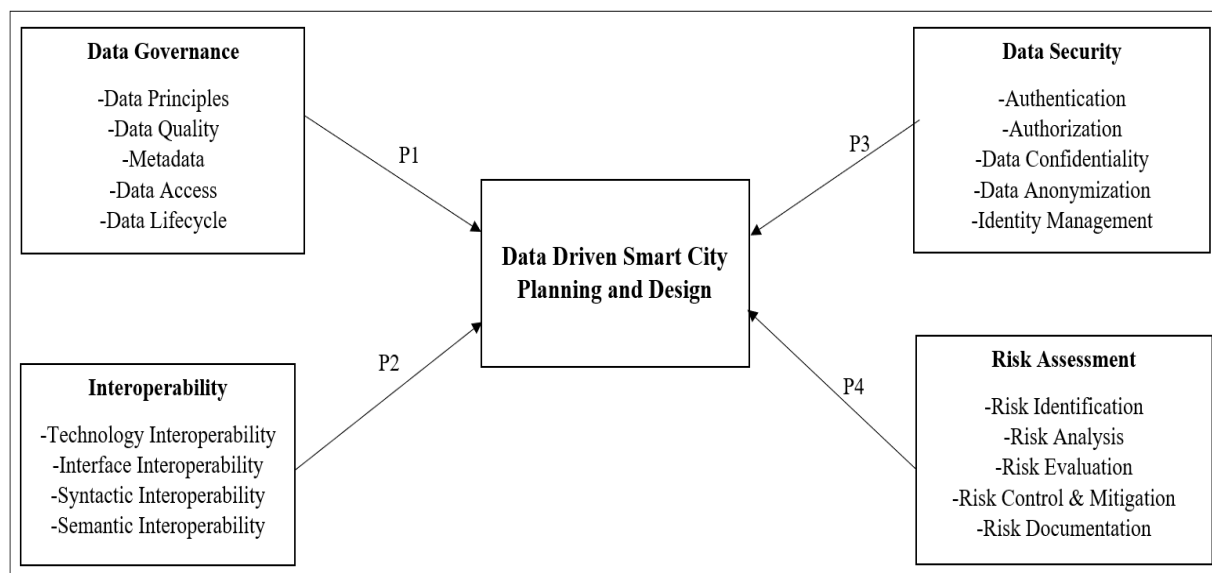 Data Governance
-Data Principles
-Data Quality
-Metadata
-Data Access
-Data Lifecycle
P1
Interoperability
-Technology Interoperability
-Interface Interoperability
-Syntactic Interoperability
-Semantic Interoperability
P2
Data Driven Smart City
Planning and Design
Data Security
-Authentication
-Authorization
-Data Confidentiality
-Data Anonymization
-Identity Management
P3
Risk Assessment
-Risk Identification
-Risk Analysis
-Risk Evaluation
-Risk Control & Mitigation
-Risk Documentation
P4